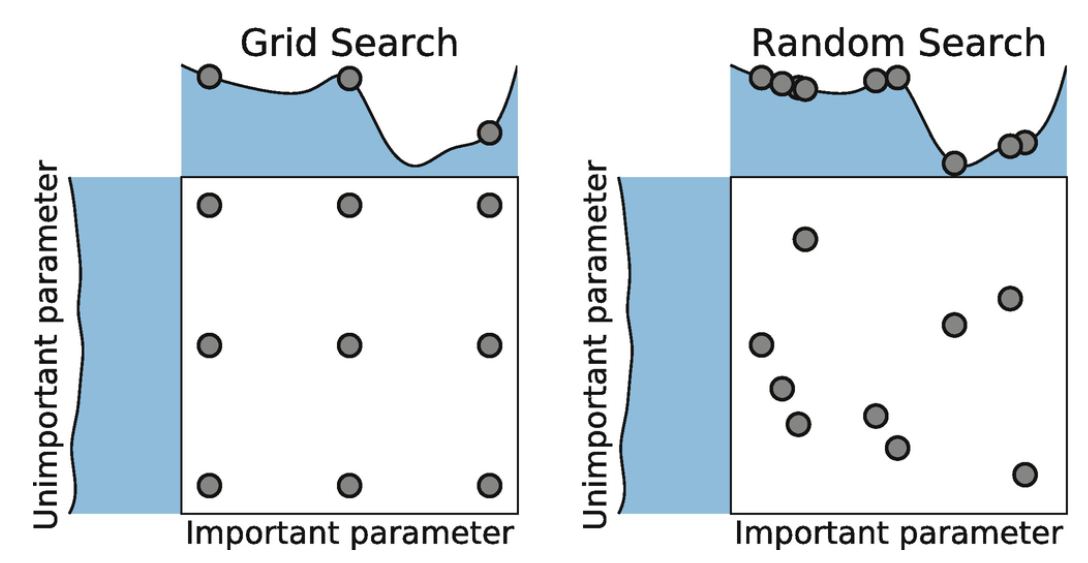 Grid Search
Unimportant parameter
Important parameter
Random Search
Unimportant parameter
Important parameter